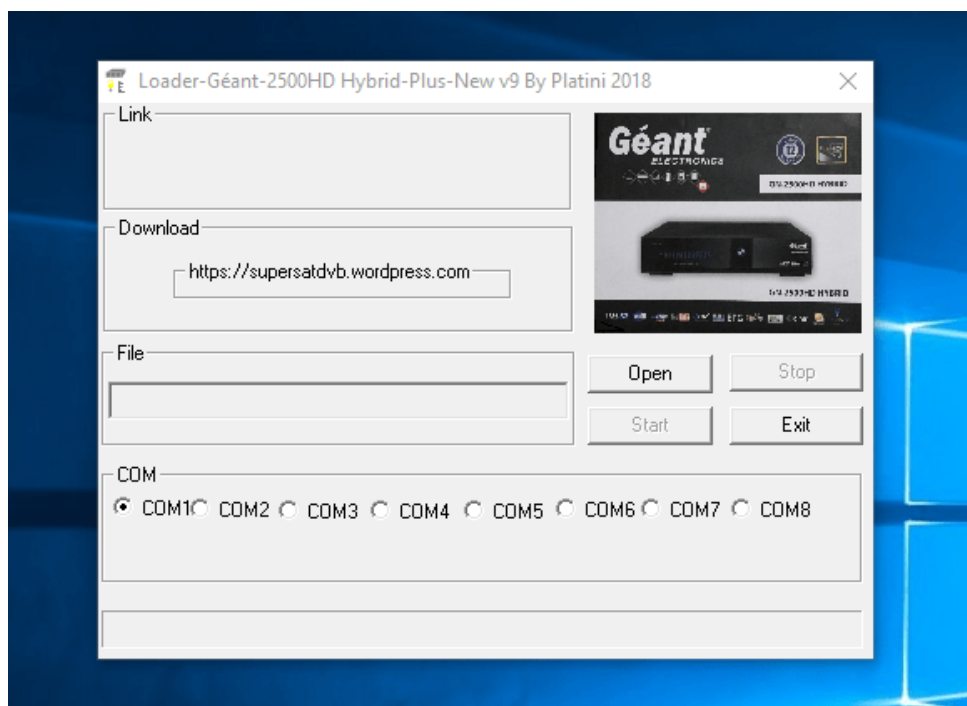 Loader-Géant-2500HD Hybrid-Plus-New v9 By Platini 2018
Link
Géant
ELECTRONICS
GN-2500HD HYBRID
Download
https://supersatdvb.wordpress.com
GN-2500HD HYBRID
File
Open
Stop
Start
Exit
COM
COM1 COM2 COM3 COM4 COM5 COM6 COM7 COM8